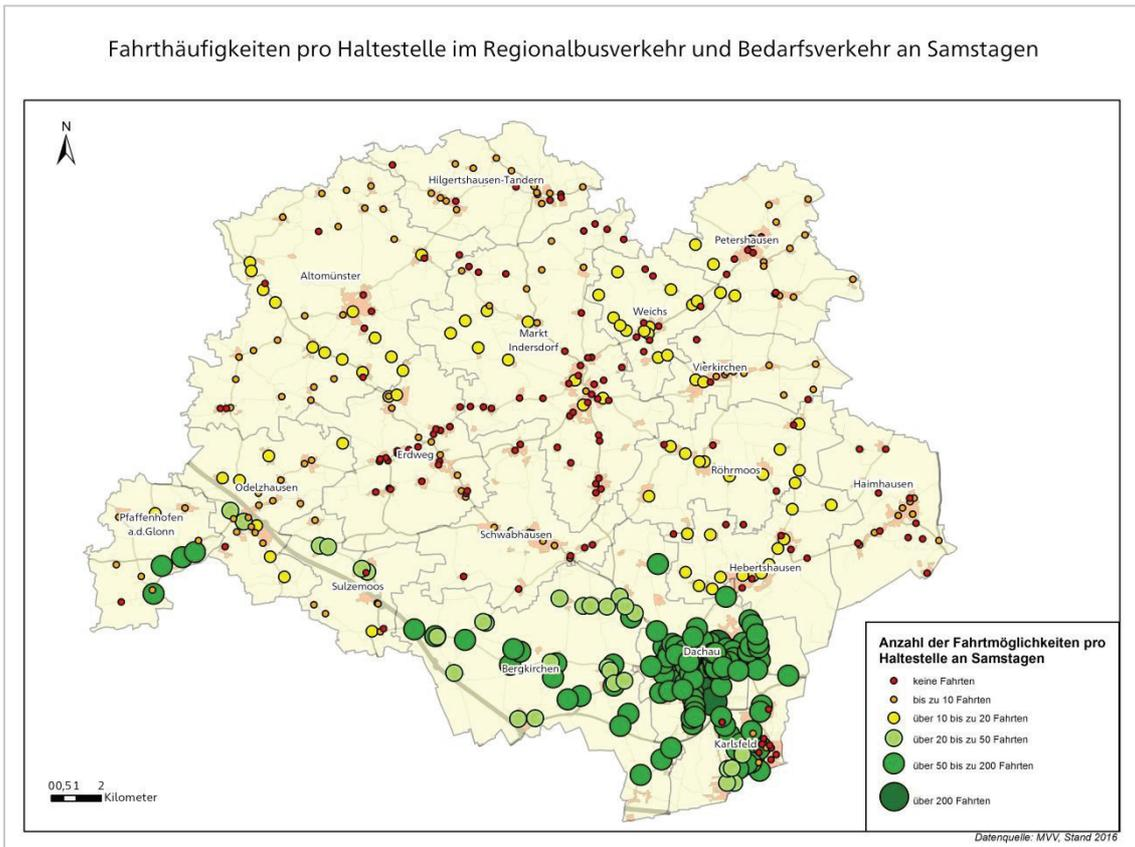 Fahrthäufigkeiten pro Haltestelle im Regionalbusverkehr und Bedarfsverkehr an Samstagen
N
Hilgertshausen-Tandern
Petershausen
Altomünster
Weichs
Markt
Indersdorf
Vierkirchen
Erdweg
Röhrmoos
Odelzhausen
Haimhausen
Pfaffenhofen
a.d.Glonn
Schwabhausen
Hebertshausen
Sulzemoos
Dachau
Bergkirchen
Karlsfeld
Anzahl der Fahrtmöglichkeiten pro
Haltestelle an Samstagen
keine Fahrten
bis zu 10 Fahrten
über 10 bis zu 20 Fahrten
über 20 bis zu 50 Fahrten
über 50 bis zu 200 Fahrten
über 200 Fahrten
00,51 2
Kilometer
Datenquelle: MVV, Stand 2016